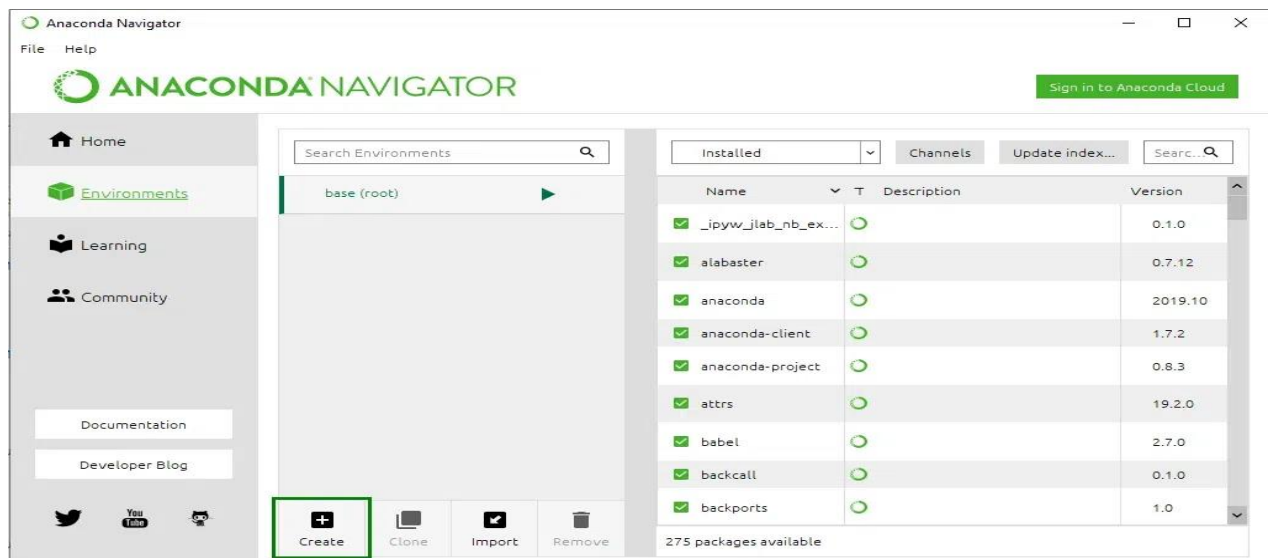 Anaconda Navigator
File Help
ANACONDA NAVIGATOR
Sign in to Anaconda Cloud
Home
Environments
Learning
Community
Documentation
Developer Blog
You
Tube
Search Environments
base (root)
Create Clone Import Remove
Installed Channels Update index... Searc...
Name T Description Version
_ipyw_jlab_nb_ex... 0.1.0
alabaster 0.7.12
anaconda 2019.10
anaconda-client 1.7.2
anaconda-project 0.8.3
attrs 19.2.0
babel 2.7.0
backcall 0.1.0
backports 1.0
275 packages available